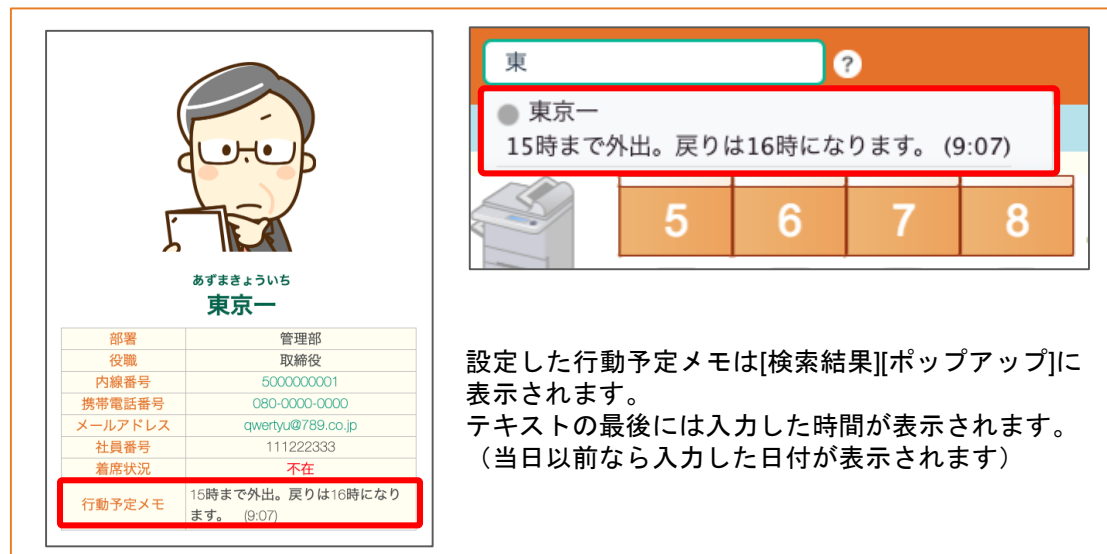 あずまきょういち
東京一
部署 管理部
役職 取締役
内線番号 5000000001
携帯電話番号 080-0000-0000
メールアドレス qwertyu@789.co.jp
社員番号 111222333
着席状況 不在
行動予定メモ 15時まで外出。戻りは16時になり
ます。 (9:07)
東 ?
東京一
15時まで外出。戻りは16時になります。 (9:07)
5 6 7 8
設定した行動予定メモは[検索結果][ポップアップ]に
表示されます。
テキストの最後には入力した時間が表示されます。
（当日以前なら入力した日付が表示されます）